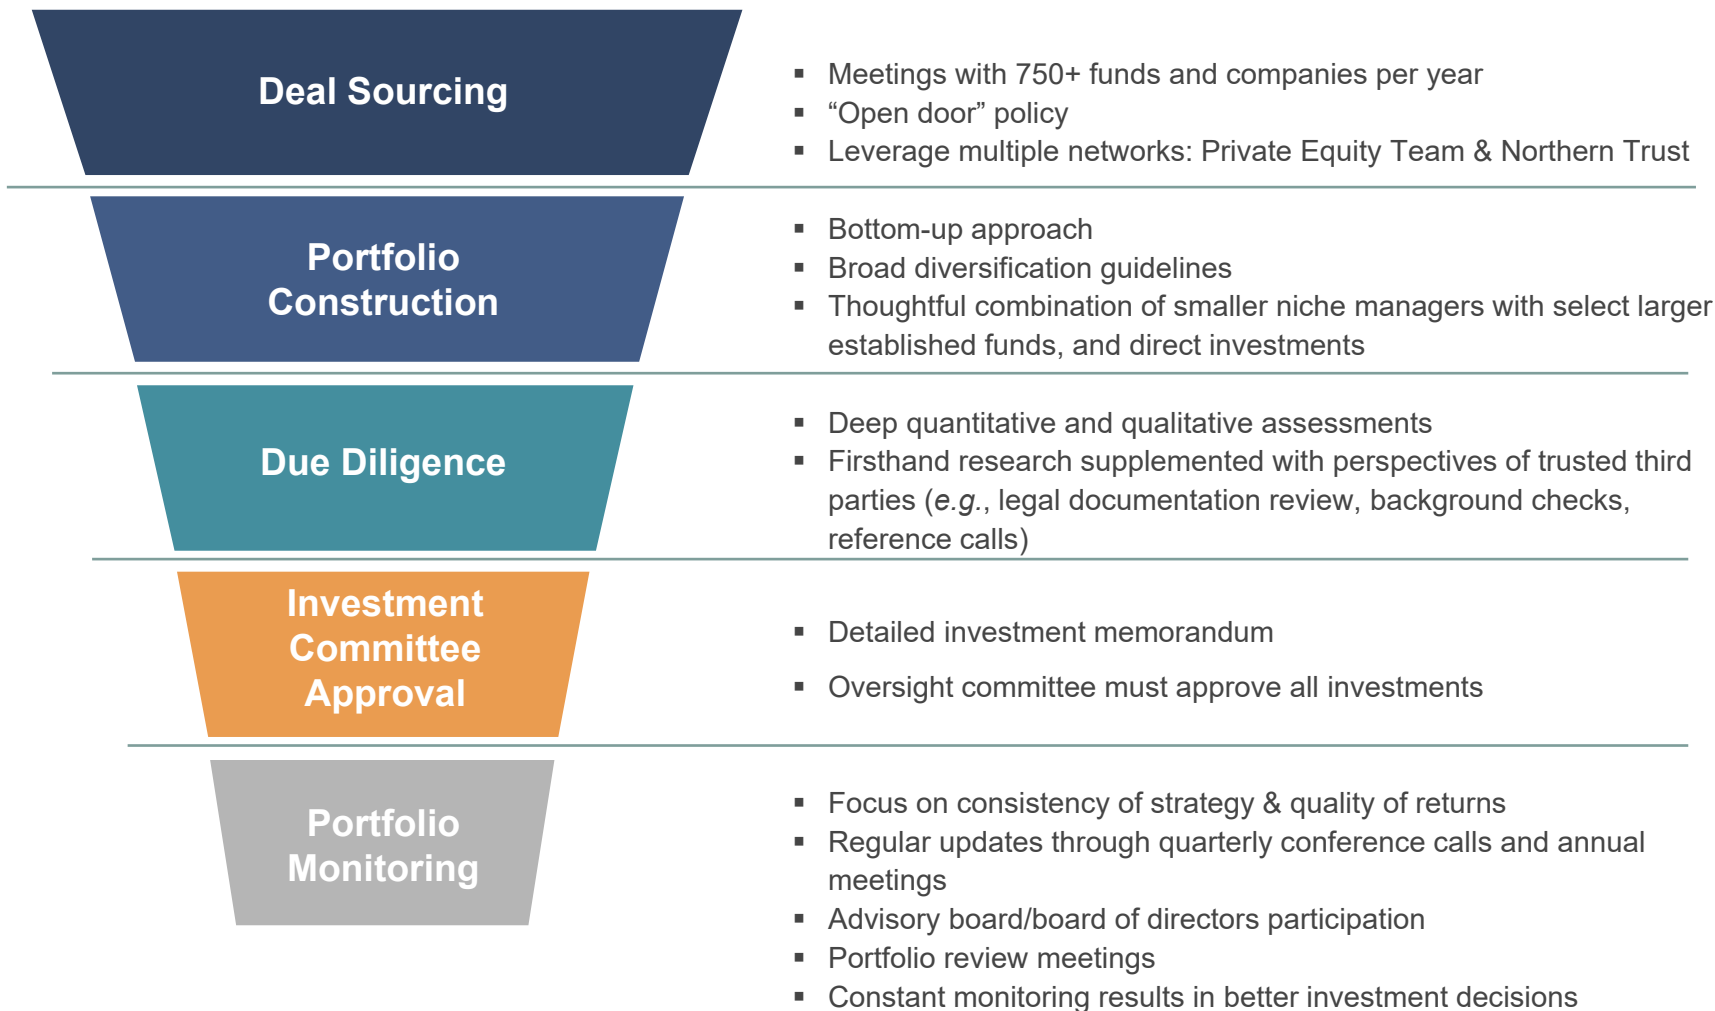 Deal Sourcing
▪ Meetings with 750+ funds and companies per year
▪ “Open door” policy
▪ Leverage multiple networks: Private Equity Team & Northern Trust
Portfolio
Construction
▪ Bottom-up approach
▪ Broad diversification guidelines
▪ Thoughtful combination of smaller niche managers with select larger
established funds, and direct investments
Due Diligence
▪ Deep quantitative and qualitative assessments
▪ Firsthand research supplemented with perspectives of trusted third
parties (e.g., legal documentation review, background checks,
reference calls)
Investment
Committee
Approval
▪ Detailed investment memorandum
▪ Oversight committee must approve all investments
Portfolio
Monitoring
▪ Focus on consistency of strategy & quality of returns
▪ Regular updates through quarterly conference calls and annual
meetings
▪ Advisory board/board of directors participation
▪ Portfolio review meetings
▪ Constant monitoring results in better investment decisions